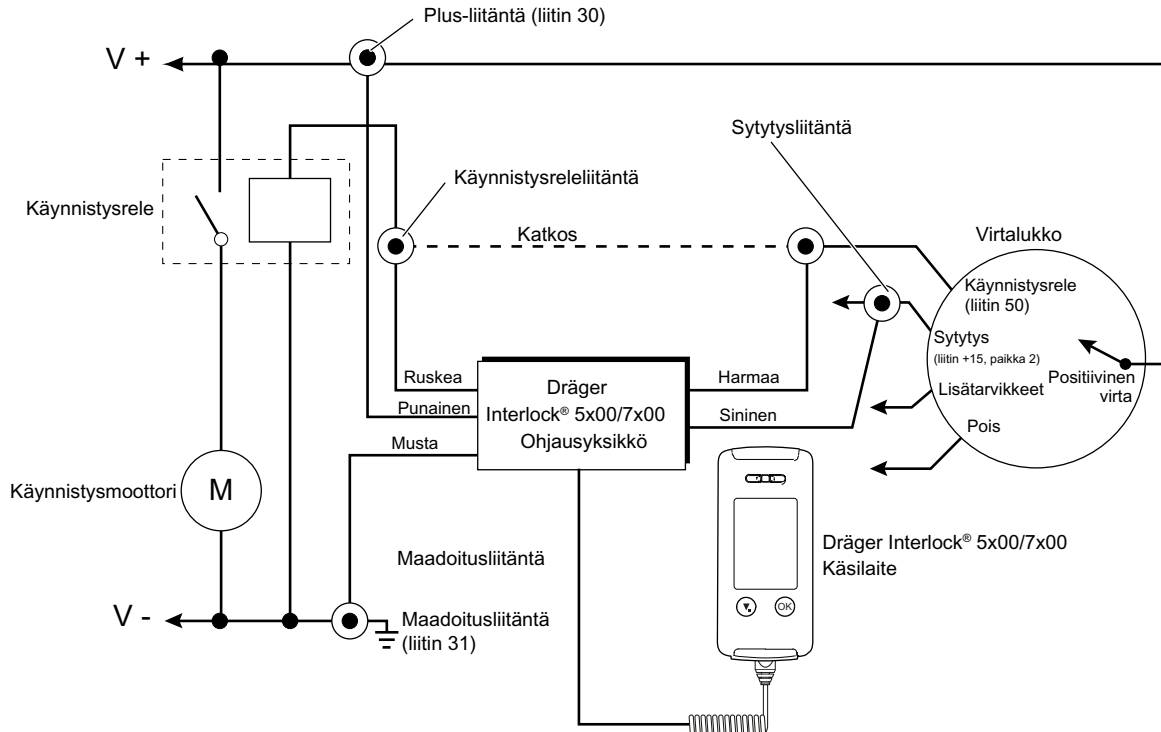 Plus-liitäntä (liitin 30)
V +
Sytytysliitäntä
Käynnistysreleliitäntä
Käynnistysrele
Katkos
Virtalukko
Käynnistysrele
(liitin 50)
Sytytys
(liitin +15, paikka 2)
Lisätarvikkeet
Positiivinen
virta
Pois
Ruskea
Punainen
Musta
Dräger
Interlock® 5x00/7x00
Ohjausyksikkö
Harmaa
Sininen
Käynnistysmoottori
M
Dräger Interlock® 5x00/7x00
Käsilaite
OK
Maadoitusliitäntä
V -
Maadoitusliitäntä
(liitin 31)